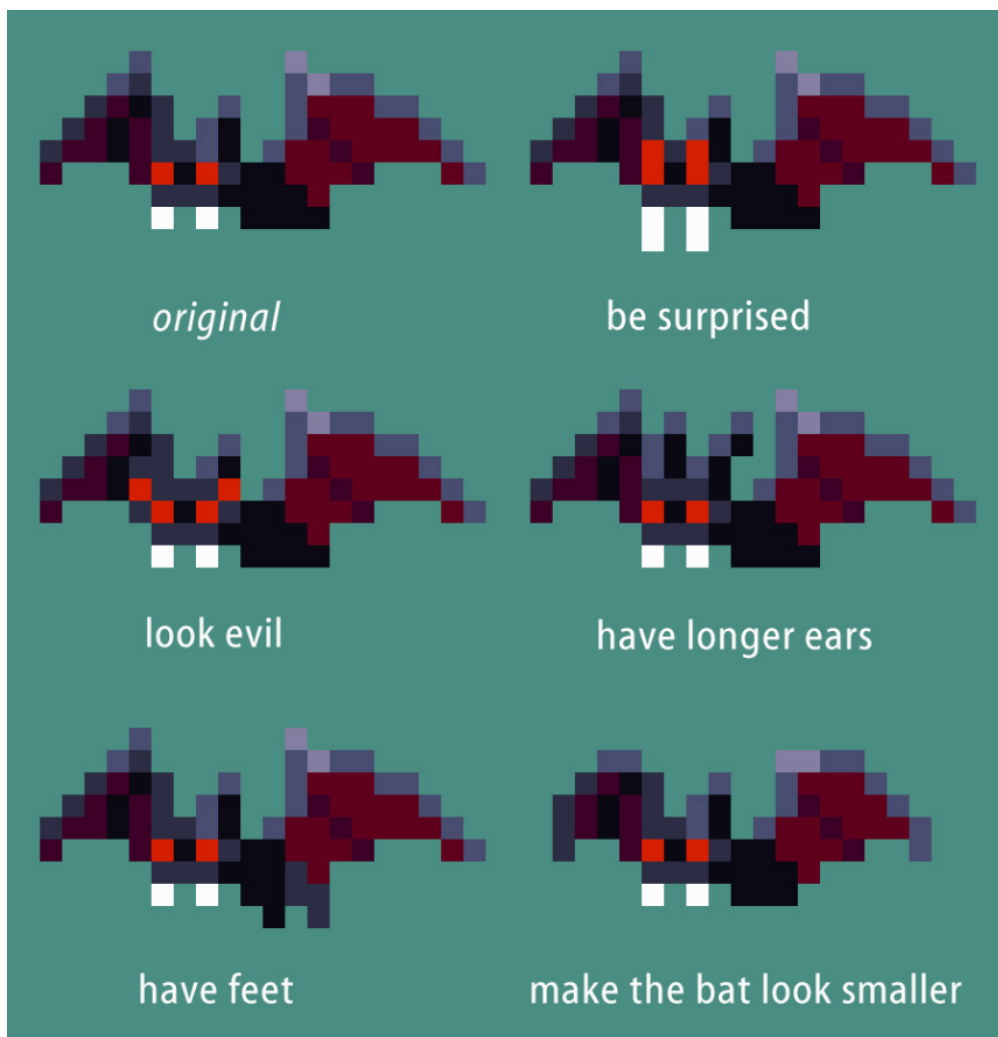 original
be surprised
look evil
have longer ears
have feet
make the bat look smaller